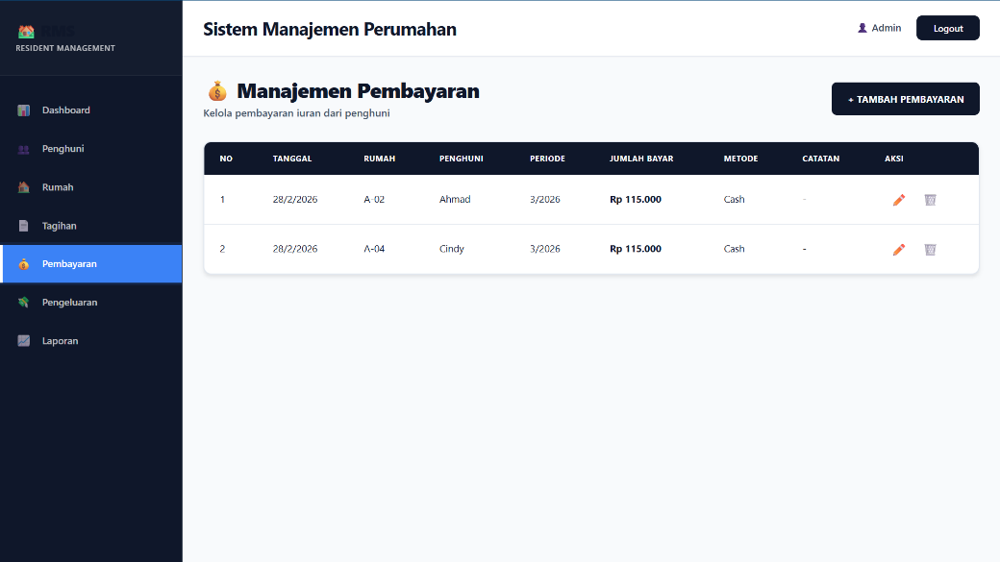 RMS
RESIDENT MANAGEMENT
Dashboard
Penghuni
Rumah
Tagihan
Pembayaran
Pengeluaran
Laporan
Sistem Manajemen Perumahan
Admin
Logout
Manajemen Pembayaran
Kelola pembayaran iuran dari penghuni
+ TAMBAH PEMBAYARAN
NO TANGGAL RUMAH PENGHUNI PERIODE JUMLAH BAYAR METODE CATATAN AKSI
1 28/2/2026 A-02 Ahmad 3/2026 Rp 115.000 Cash -
2 28/2/2026 A-04 Cindy 3/2026 Rp 115.000 Cash -